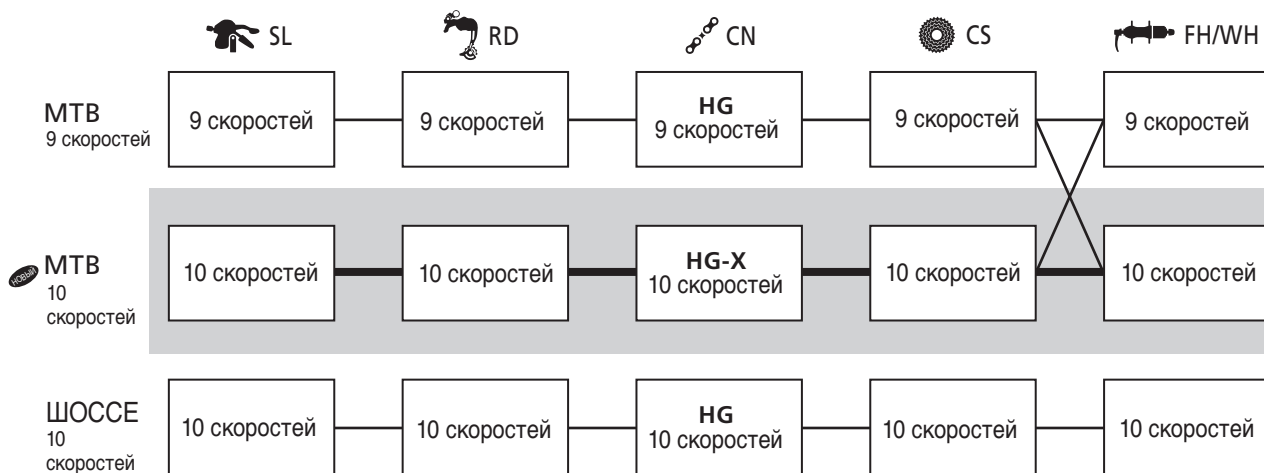 SL RD CN CS FH/WH
МТВ
9 скоростей
9 скоростей 9 скоростей HG 9 скоростей 9 скоростей 9 скоростей
НОВЫЙ МТВ
10
скоростей
10 скоростей 10 скоростей HG-X 10 скоростей 10 скоростей 10 скоростей
ШОССЕ
10
скоростей
10 скоростей 10 скоростей HG 10 скоростей 10 скоростей 10 скоростей